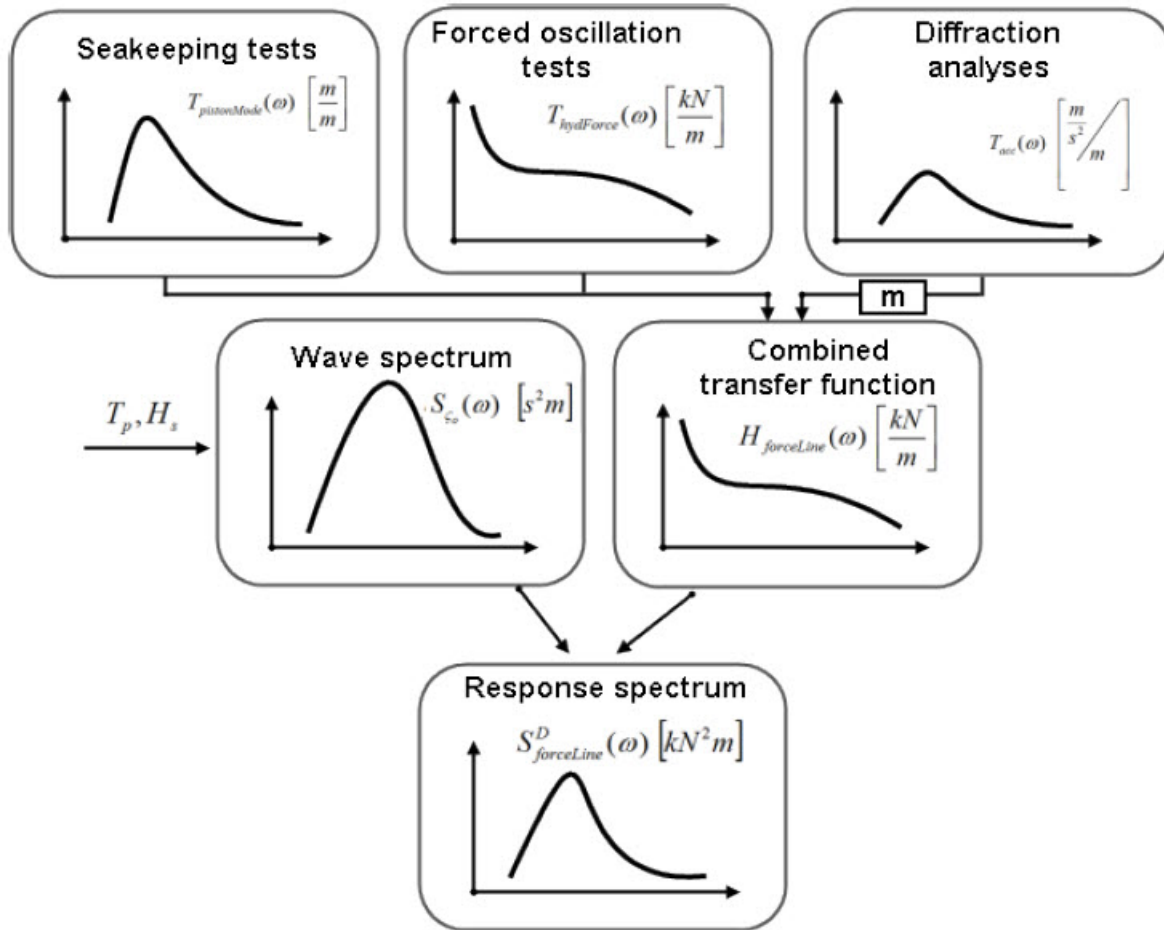 Seakeeping tests
T_pistonMode(ω) [m/m]
Forced oscillation
tests
T_hydForce(ω) [kN/m]
Diffraction
analyses
T_acc(ω) [m/s²/m]
m
Wave spectrum
S_ζo(ω) [s²m]
T_p, H_s
Combined
transfer function
H_forceLine(ω) [kN/m]
Response spectrum
S^D_forceLine(ω) [kN²m]